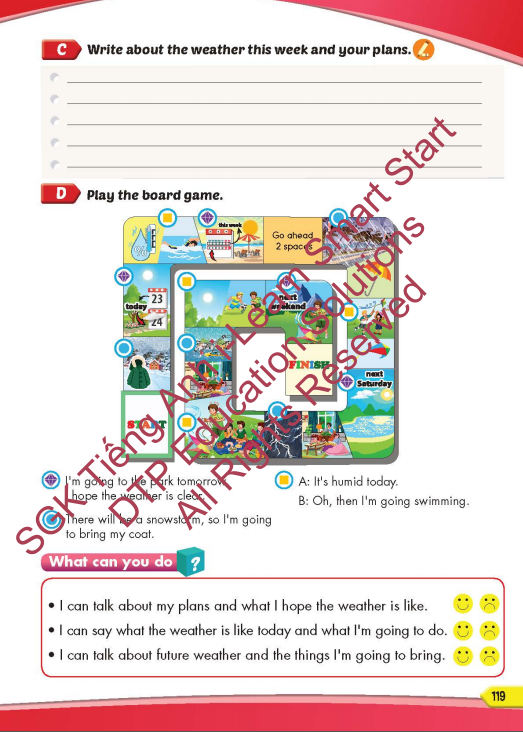 C Write about the weather this week and your plans.
D Play the board game.
this week
Go ahead
2 spaces
today
23
24
next
weekend
FINISH
next
Saturday
START
I'm going to the park tomorrow.
I hope the weather is clear.
There will be a snowstorm, so I'm going
to bring my coat.
A: It's humid today.
B: Oh, then I'm going swimming.
What can you do ?
• I can talk about my plans and what I hope the weather is like.
• I can say what the weather is like today and what I'm going to do.
• I can talk about future weather and the things I'm going to bring.
119
SGK Tiếng Anh i-Learn Smart Start
DTP Education Solutions
All Rights Reserved